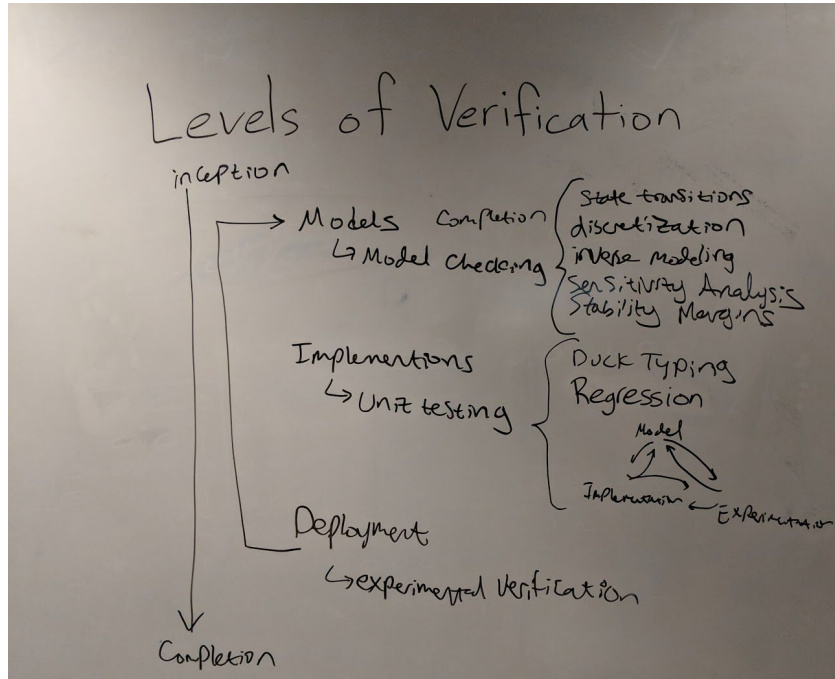 Levels of Verification
inception
Models Completion
Model Checking
State transitions
discretization
inverse modeling
Sensitivity Analysis
Stability Margins
Implementions
Unit testing
Duck Typing
Regression
Model
Implementation
Experimentation
Deployment
experimental Verification
Completion